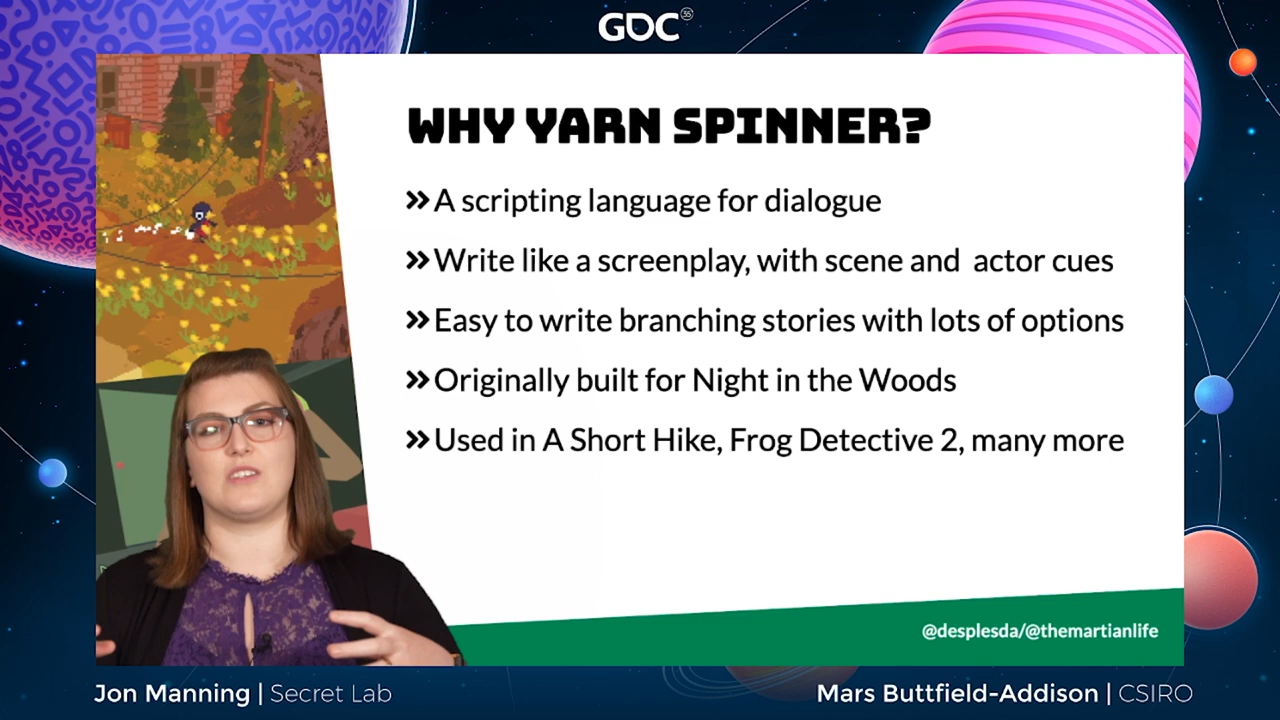 GDC 35
WHY YARN SPINNER?
» A scripting language for dialogue
» Write like a screenplay, with scene and  actor cues
» Easy to write branching stories with lots of options
» Originally built for Night in the Woods
» Used in A Short Hike, Frog Detective 2, many more
@desplesda/@themartianlife
Jon Manning | Secret Lab
Mars Buttfield-Addison | CSIRO